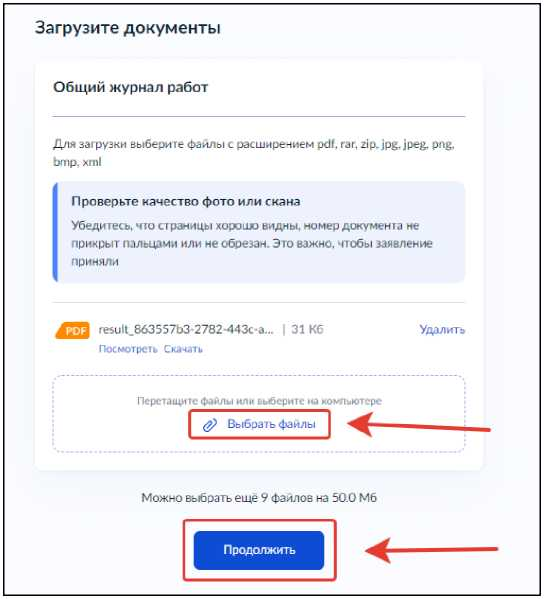 Загрузите документы
Общий журнал работ
Для загрузки выберите файлы с расширением pdf, rar, zip, jpg, jpeg, png,
bmp, xml
Проверьте качество фото или скана
Убедитесь, что страницы хорошо видны, номер документа не
прикрыт пальцами или не обрезан. Это важно, чтобы заявление
приняли
PDF result_863557b3-2782-443c-a... | 31 Кб Удалить
Посмотреть Скачать
Перетащите файлы или выберите на компьютере
Выбрать файлы
Можно выбрать ещё 9 файлов на 50.0 Мб
Продолжить